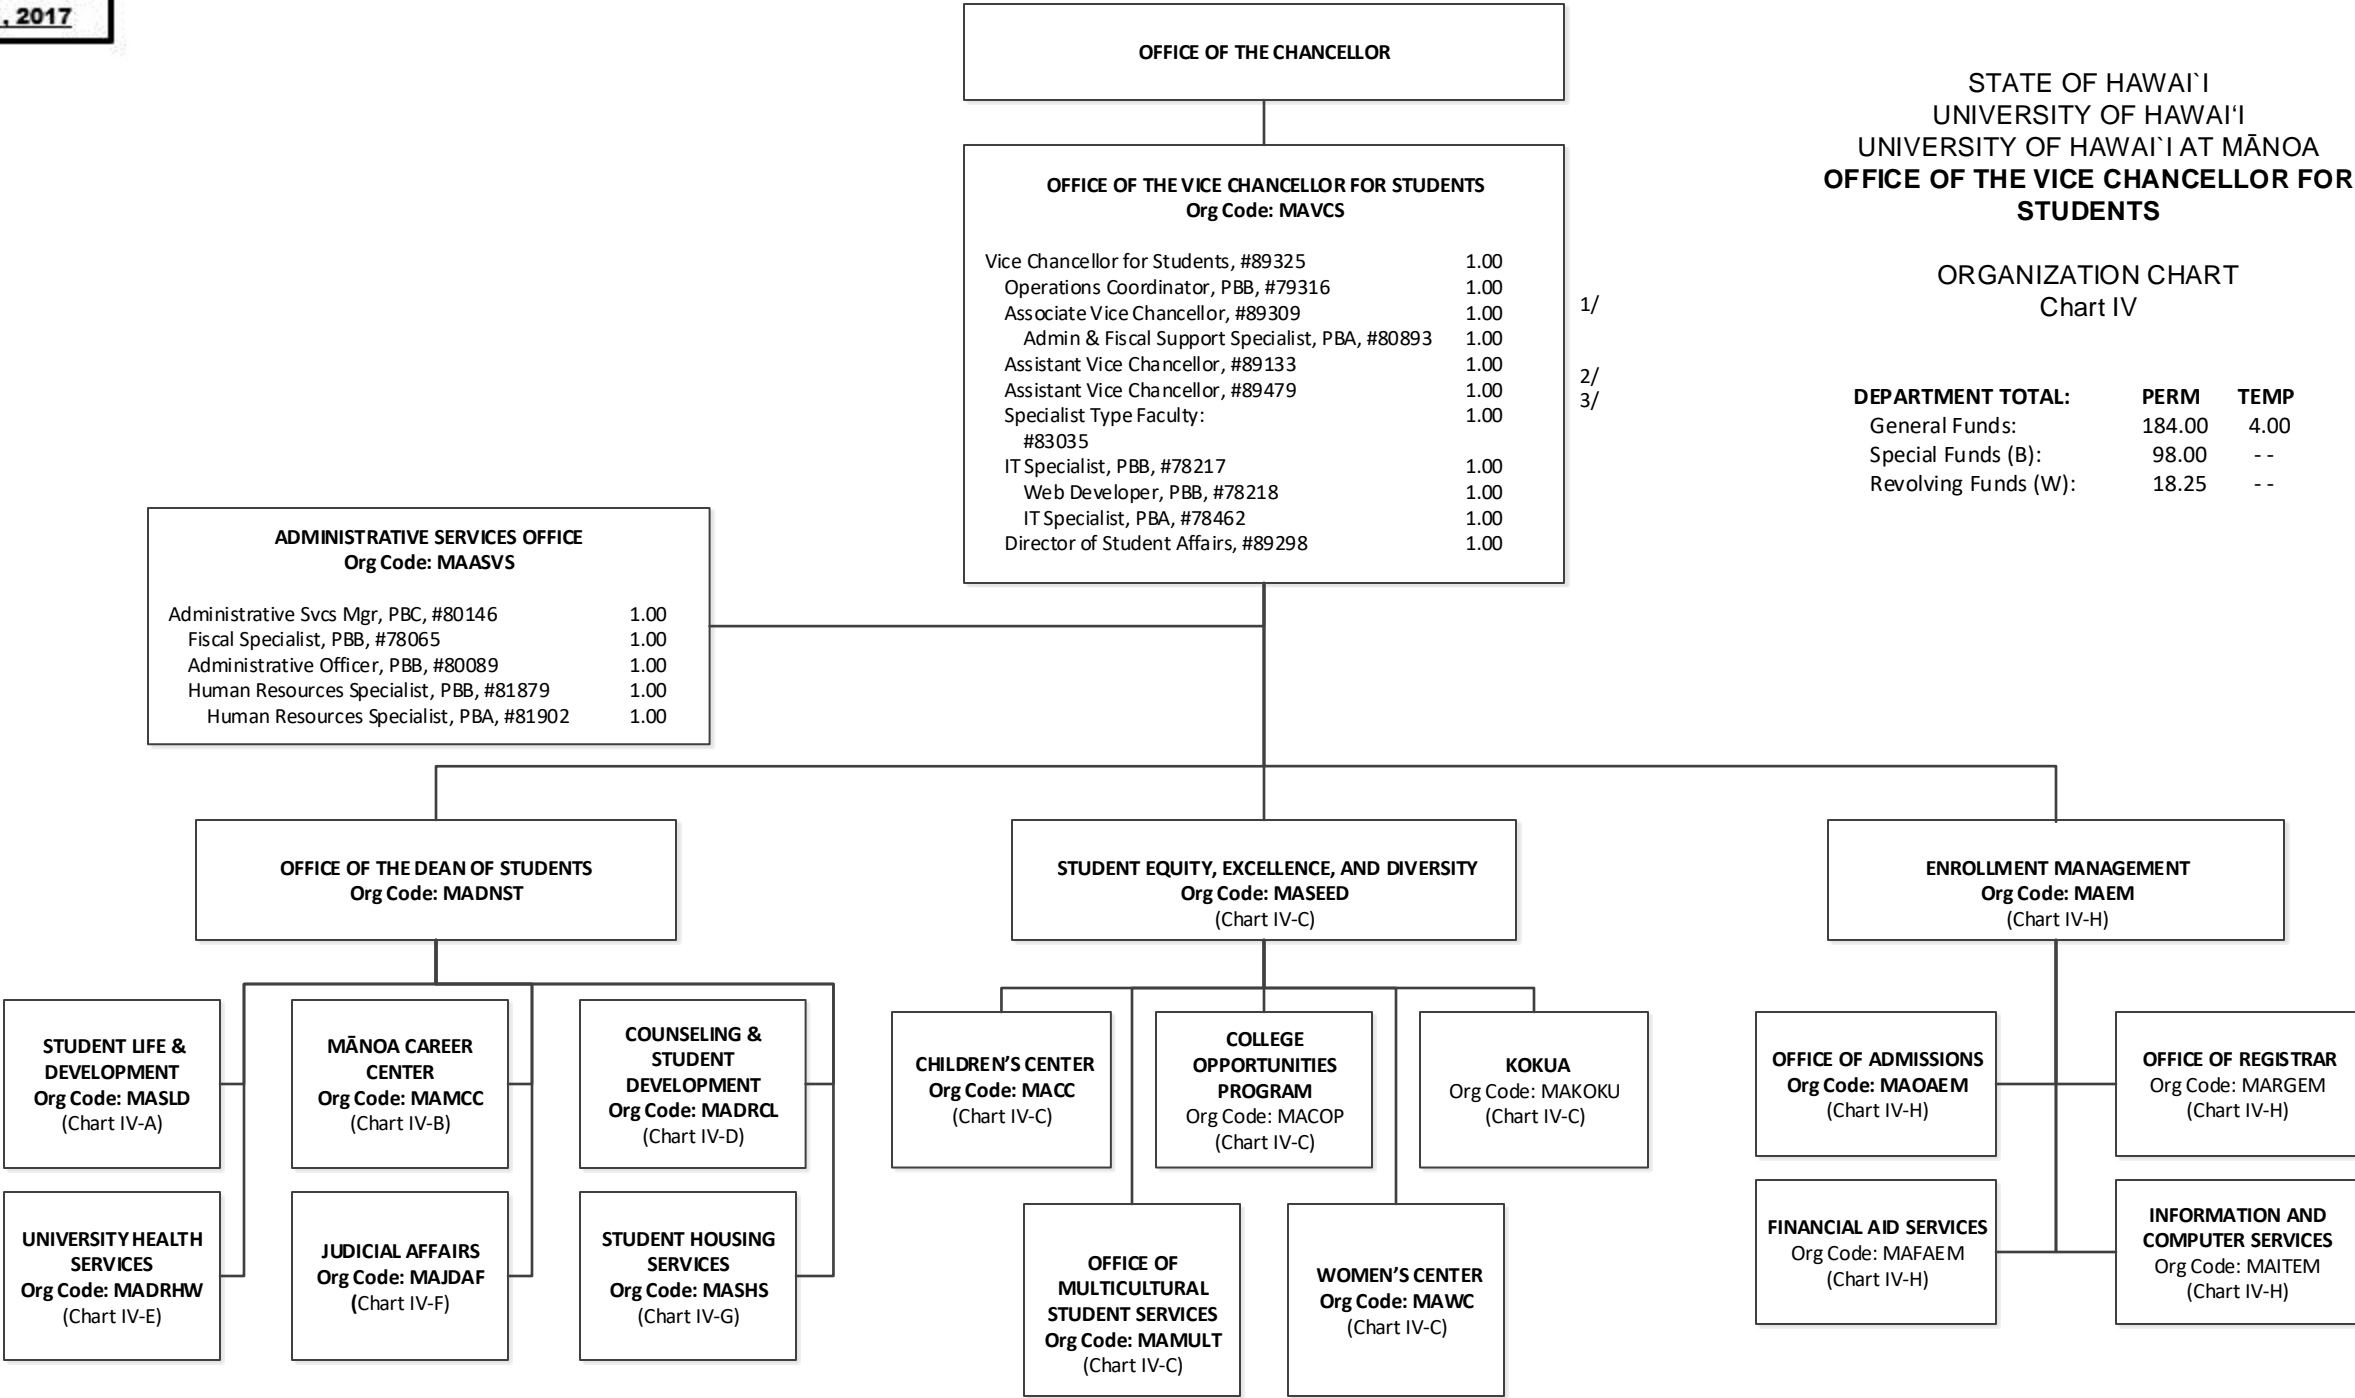 , 2017
OFFICE OF THE CHANCELLOR
STATE OF HAWAI`I
UNIVERSITY OF HAWAI‘I
UNIVERSITY OF HAWAI`I AT MĀNOA
OFFICE OF THE VICE CHANCELLOR FOR
STUDENTS
ORGANIZATION CHART
Chart IV
DEPARTMENT TOTAL: PERM TEMP
General Funds: 184.00 4.00
Special Funds (B): 98.00 - -
Revolving Funds (W): 18.25 - -
OFFICE OF THE VICE CHANCELLOR FOR STUDENTS
Org Code: MAVCS
Vice Chancellor for Students, #89325 1.00
Operations Coordinator, PBB, #79316 1.00
Associate Vice Chancellor, #89309 1.00 1/
Admin & Fiscal Support Specialist, PBA, #80893 1.00
Assistant Vice Chancellor, #89133 1.00 2/
Assistant Vice Chancellor, #89479 1.00 3/
Specialist Type Faculty: 1.00
#83035
IT Specialist, PBB, #78217 1.00
Web Developer, PBB, #78218 1.00
IT Specialist, PBA, #78462 1.00
Director of Student Affairs, #89298 1.00
ADMINISTRATIVE SERVICES OFFICE
Org Code: MAASVS
Administrative Svcs Mgr, PBC, #80146 1.00
Fiscal Specialist, PBB, #78065 1.00
Administrative Officer, PBB, #80089 1.00
Human Resources Specialist, PBB, #81879 1.00
Human Resources Specialist, PBA, #81902 1.00
OFFICE OF THE DEAN OF STUDENTS
Org Code: MADNST
STUDENT EQUITY, EXCELLENCE, AND DIVERSITY
Org Code: MASEED
(Chart IV-C)
ENROLLMENT MANAGEMENT
Org Code: MAEM
(Chart IV-H)
STUDENT LIFE &
DEVELOPMENT
Org Code: MASLD
(Chart IV-A)
MĀNOA CAREER
CENTER
Org Code: MAMCC
(Chart IV-B)
COUNSELING &
STUDENT
DEVELOPMENT
Org Code: MADRCL
(Chart IV-D)
CHILDREN’S CENTER
Org Code: MACC
(Chart IV-C)
COLLEGE
OPPORTUNITIES
PROGRAM
Org Code: MACOP
(Chart IV-C)
KOKUA
Org Code: MAKOKU
(Chart IV-C)
OFFICE OF ADMISSIONS
Org Code: MAOAEM
(Chart IV-H)
OFFICE OF REGISTRAR
Org Code: MARGEM
(Chart IV-H)
UNIVERSITY HEALTH
SERVICES
Org Code: MADRHW
(Chart IV-E)
JUDICIAL AFFAIRS
Org Code: MAJDAF
(Chart IV-F)
STUDENT HOUSING
SERVICES
Org Code: MASHS
(Chart IV-G)
OFFICE OF
MULTICULTURAL
STUDENT SERVICES
Org Code: MAMULT
(Chart IV-C)
WOMEN’S CENTER
Org Code: MAWC
(Chart IV-C)
FINANCIAL AID SERVICES
Org Code: MAFAEM
(Chart IV-H)
INFORMATION AND
COMPUTER SERVICES
Org Code: MAITEM
(Chart IV-H)